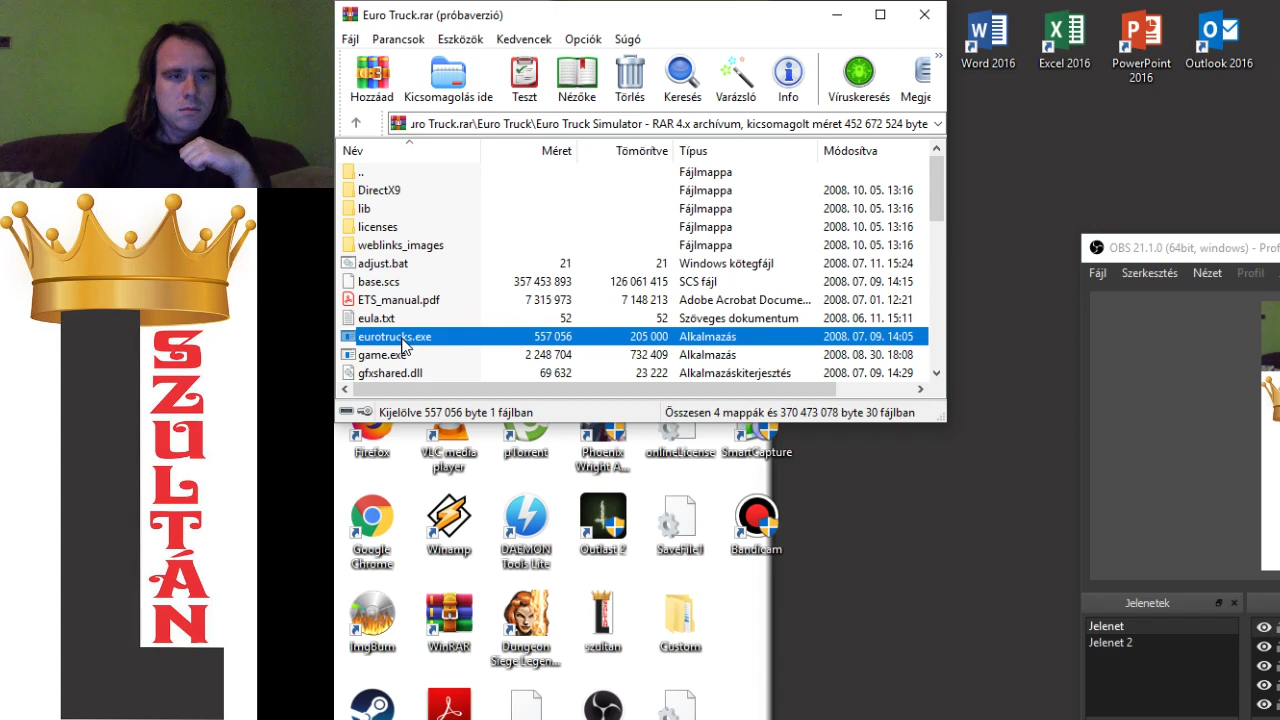 Euro Truck.rar (próbaverzió)
Fájl Parancsok Eszközök Kedvencek Opciók Súgó
Hozzáad Kicsomagolás ide Teszt Nézőke Törlés Keresés Varázsló Info Víruskeresés Megje
uro Truck.rar\Euro Truck\Euro Truck Simulator - RAR 4.x archívum, kicsomagolt méret 452 672 524 byte
Név Méret Tömörítve Típus Módosítva
.. Fájlmappa
DirectX9 Fájlmappa 2008. 10. 05. 13:16
lib Fájlmappa 2008. 10. 05. 13:16
licenses Fájlmappa 2008. 10. 05. 13:16
weblinks_images Fájlmappa 2008. 10. 05. 13:16
adjust.bat 21 21 Windows kötegfájl 2008. 07. 11. 15:24
base.scs 357 453 893 126 061 415 SCS fájl 2008. 07. 09. 14:15
ETS_manual.pdf 7 315 973 7 148 213 Adobe Acrobat Docume... 2008. 07. 01. 12:21
eula.txt 52 52 Szöveges dokumentum 2008. 06. 11. 15:11
eurotrucks.exe 557 056 205 000 Alkalmazás 2008. 07. 09. 14:05
game.exe 2 248 704 732 409 Alkalmazás 2008. 08. 30. 18:08
gfxshared.dll 69 632 23 222 Alkalmazáskiterjesztés 2008. 07. 09. 14:29
Kijelölve 557 056 byte 1 fájlban Összesen 4 mappák és 370 473 078 byte 30 fájlban
Word 2016 Excel 2016 PowerPoint 2016 Outlook 2016
SZULTÁN
Firefox VLC media player µTorrent Phoenix Wright A... onlineLicense SmartCapture
Google Chrome Winamp DAEMON Tools Lite Outlast 2 SaveFile1 Bandicam
ImgBurn WinRAR Dungeon Siege Legen... szultan Custom
OBS 21.1.0 (64bit, windows) - Prof
Fájl Szerkesztés Nézet Profil
Jelenetek
Jelenet
Jelenet 2